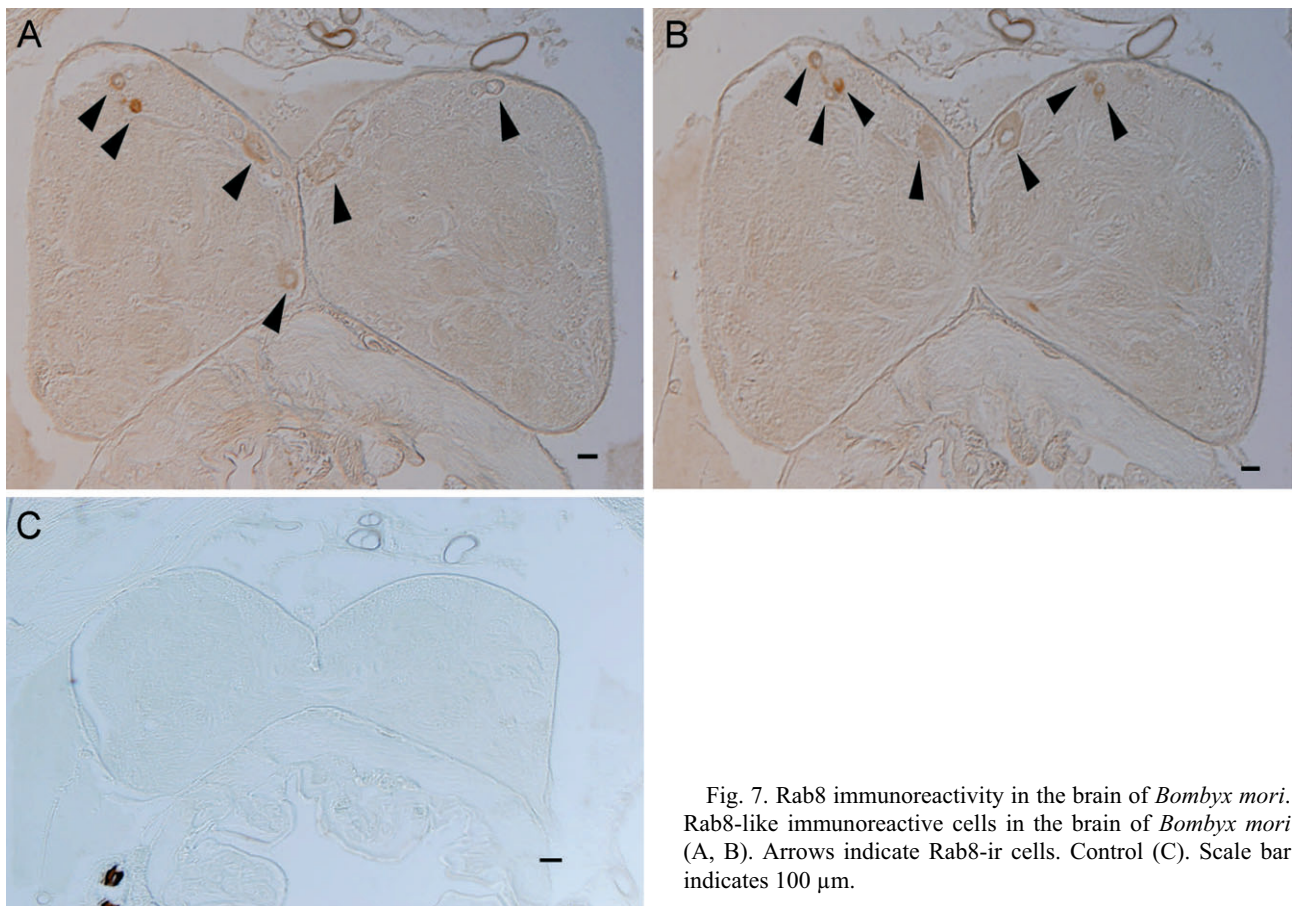 A
B
C
Fig. 7. Rab8 immunoreactivity in the brain of Bombyx mori.
Rab8-like immunoreactive cells in the brain of Bombyx mori
(A, B). Arrows indicate Rab8-ir cells. Control (C). Scale bar
indicates 100 µm.